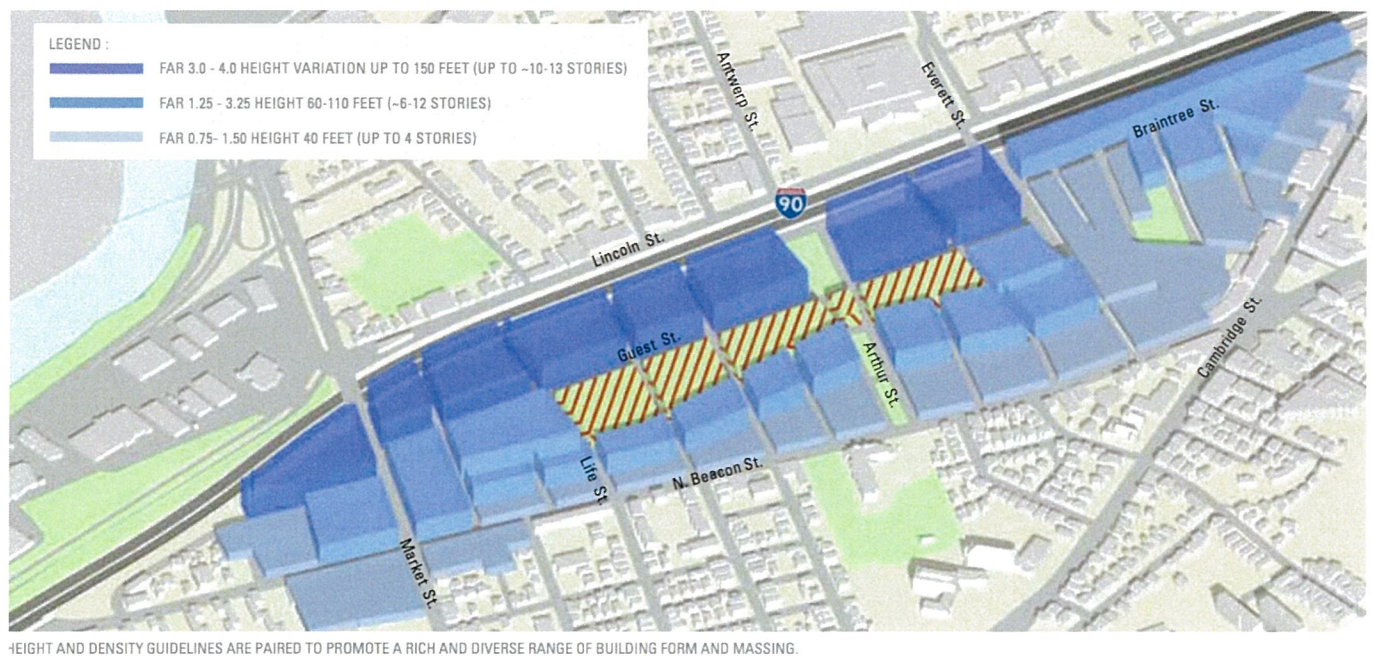 LEGEND :
FAR 3.0 - 4.0 HEIGHT VARIATION UP TO 150 FEET (UP TO ~10-13 STORIES)
FAR 1.25 - 3.25 HEIGHT 60-110 FEET (~6-12 STORIES)
FAR 0.75- 1.50 HEIGHT 40 FEET (UP TO 4 STORIES)
Antwerp St.
Everett St.
Braintree St.
90
Lincoln St.
Guest St.
Arthur St.
Cambridge St.
Life St.
N. Beacon St.
Market St.
HEIGHT AND DENSITY GUIDELINES ARE PAIRED TO PROMOTE A RICH AND DIVERSE RANGE OF BUILDING FORM AND MASSING.